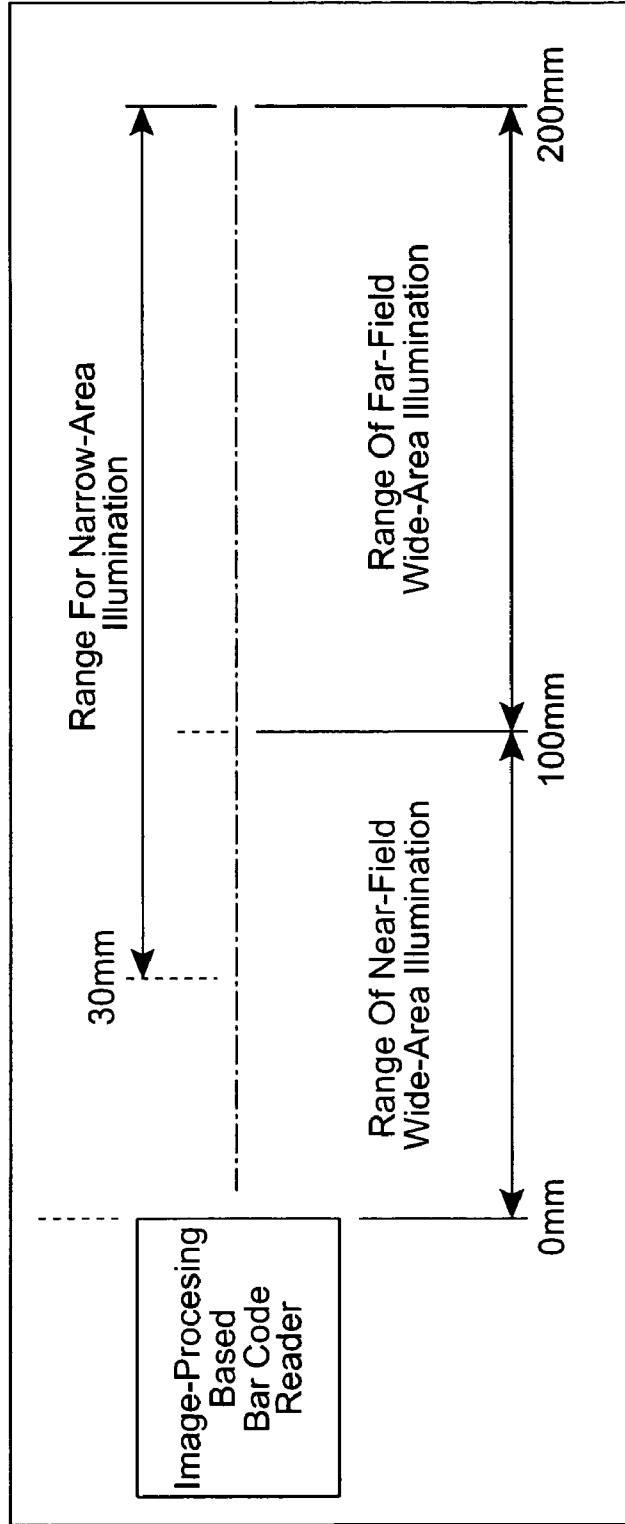 Image-Procesing
Based
Bar Code
Reader
30mm
Range For Narrow-Area
Illumination
Range Of Near-Field
Wide-Area Illumination
Range Of Far-Field
Wide-Area Illumination
0mm
100mm
200mm